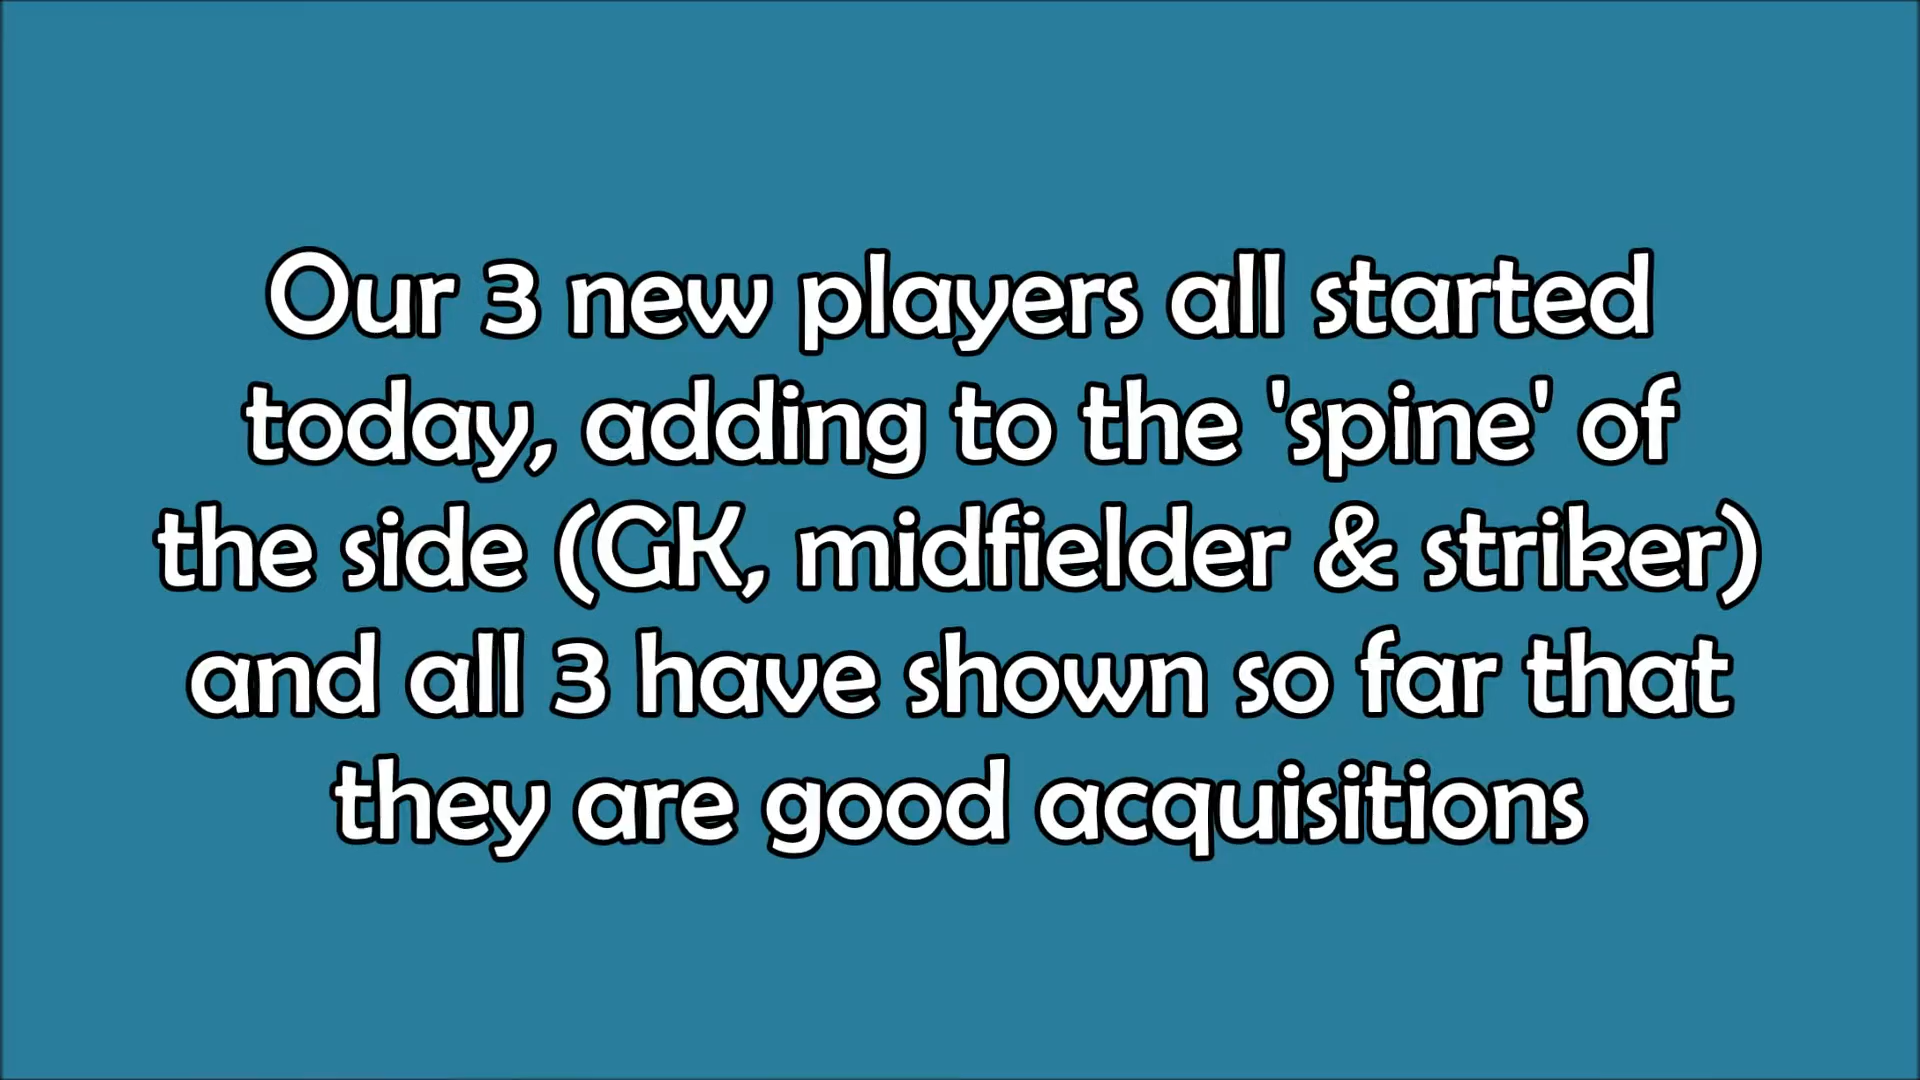 Our 3 new players all started
today, adding to the 'spine' of
the side (GK, midfielder & striker)
and all 3 have shown so far that
they are good acquisitions